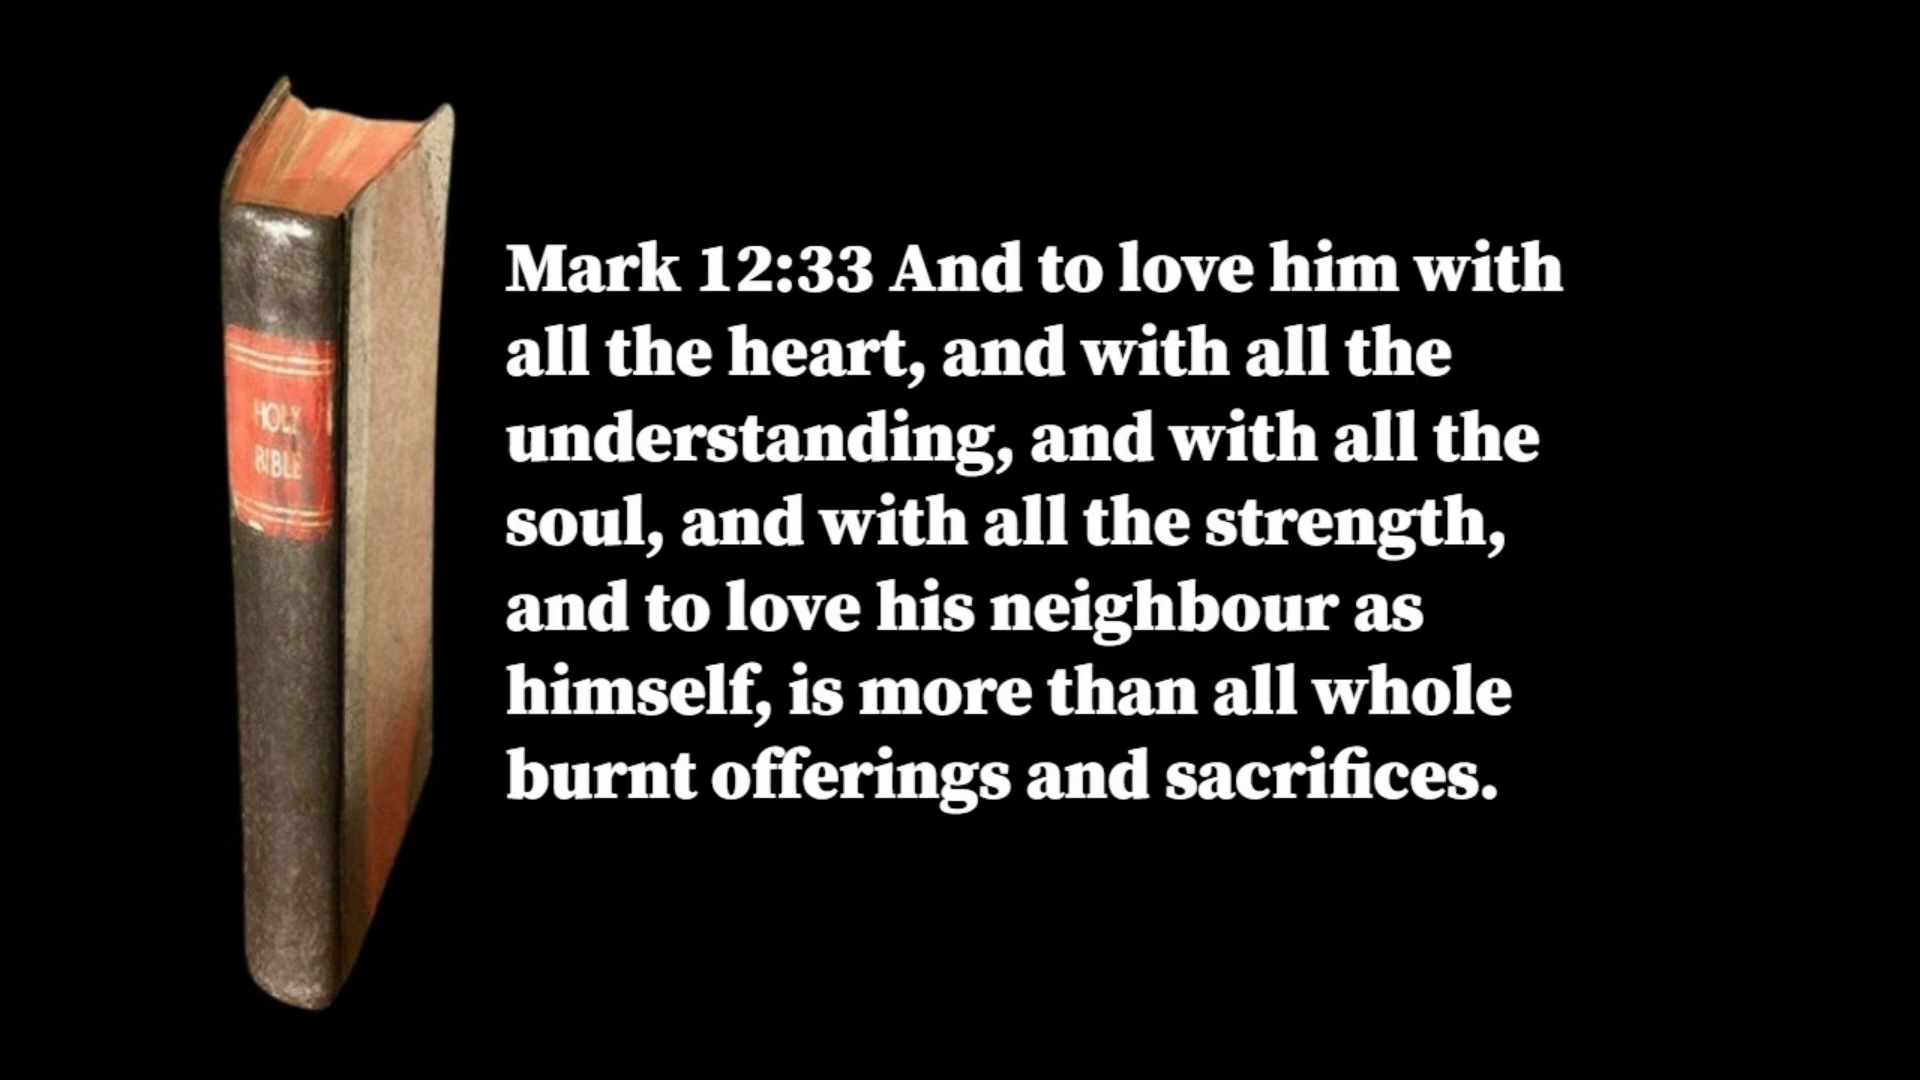 HOLY
BIBLE
Mark 12:33 And to love him with
all the heart, and with all the
understanding, and with all the
soul, and with all the strength,
and to love his neighbour as
himself, is more than all whole
burnt offerings and sacrifices.